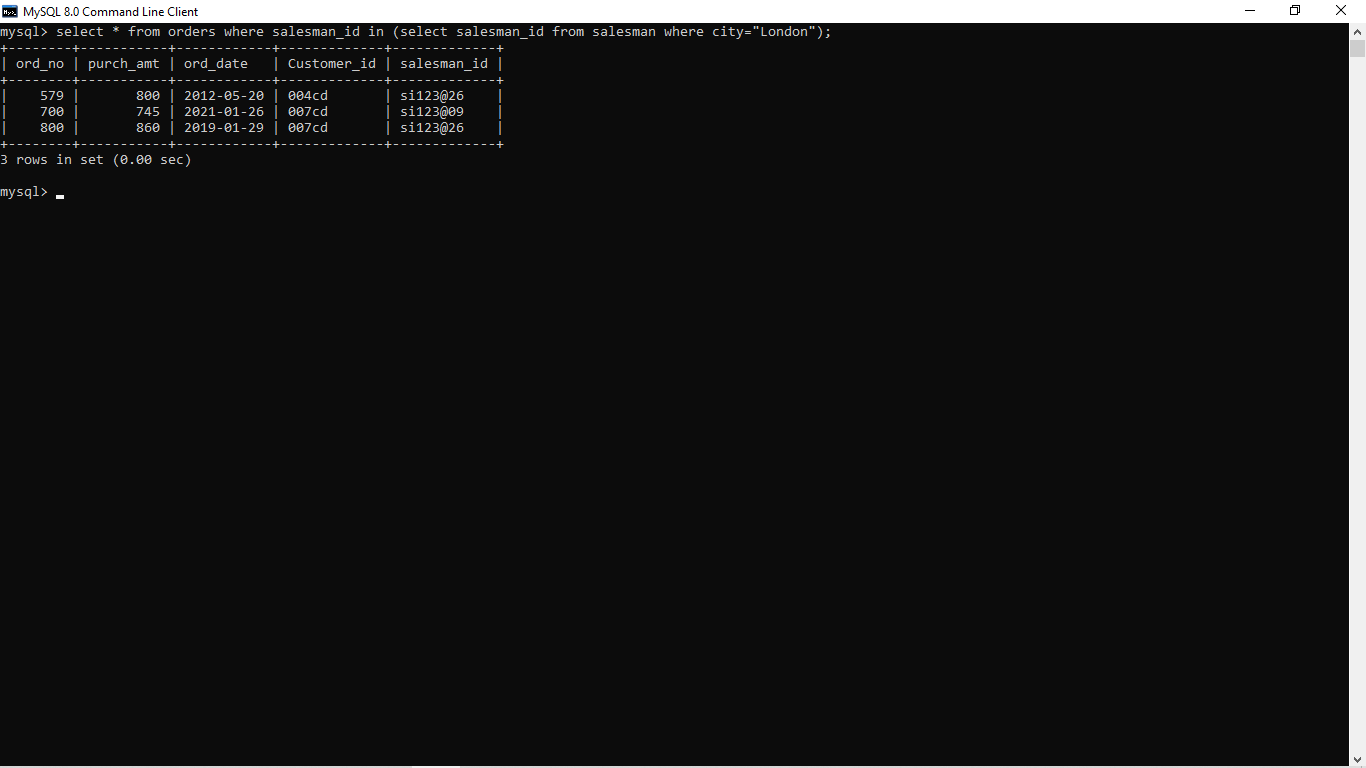 MySQL 8.0 Command Line Client
mysql> select * from orders where salesman_id in (select salesman_id from salesman where city="London");
+--------+-----------+------------+-------------+-------------+
| ord_no | purch_amt | ord_date   | Customer_id | salesman_id |
+--------+-----------+------------+-------------+-------------+
|    579 |       800 | 2012-05-20 | 004cd       | si123@26    |
|    700 |       745 | 2021-01-26 | 007cd       | si123@09    |
|    800 |       860 | 2019-01-29 | 007cd       | si123@26    |
+--------+-----------+------------+-------------+-------------+
3 rows in set (0.00 sec)
mysql>